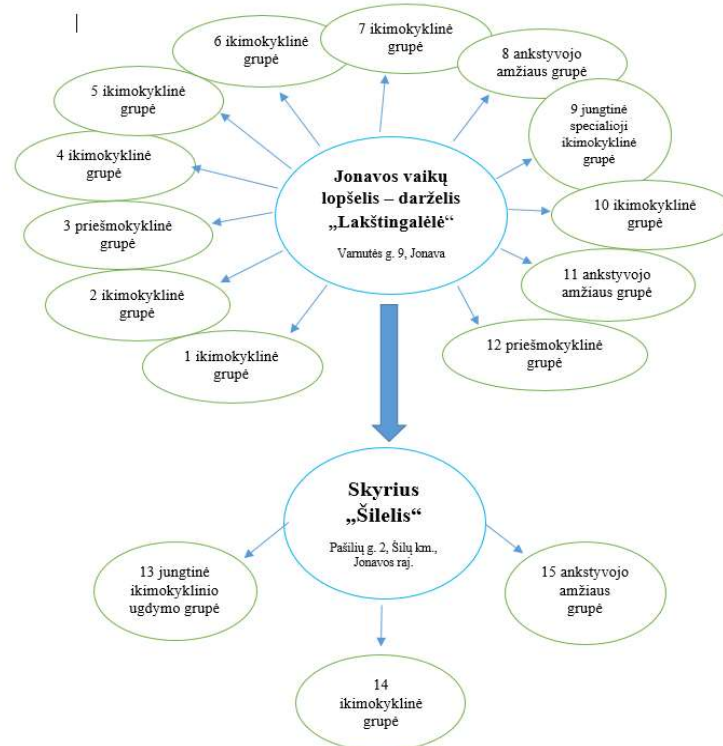 7 ikimokyklinė
grupė
6 ikimokyklinė
grupė
8 ankstyvojo
amžiaus grupė
5 ikimokyklinė
grupė
9 jungtinė
specialioji
ikimokyklinė
grupė
4 ikimokyklinė
grupė
Jonavos vaikų
lopšelis – darželis
„Lakštingalėlė“
Varnutės g. 9, Jonava
10 ikimokyklinė
grupė
3 priešmokyklinė
grupė
11 ankstyvojo
amžiaus grupė
2 ikimokyklinė
grupė
12 priešmokyklinė
grupė
1 ikimokyklinė
grupė
Skyrius
„Šilelis“
Pašilių g. 2, Šilų km.,
Jonavos raj.
13 jungtinė
ikimokyklinio
ugdymo grupė
15 ankstyvojo
amžiaus
grupė
14
ikimokyklinė
grupė